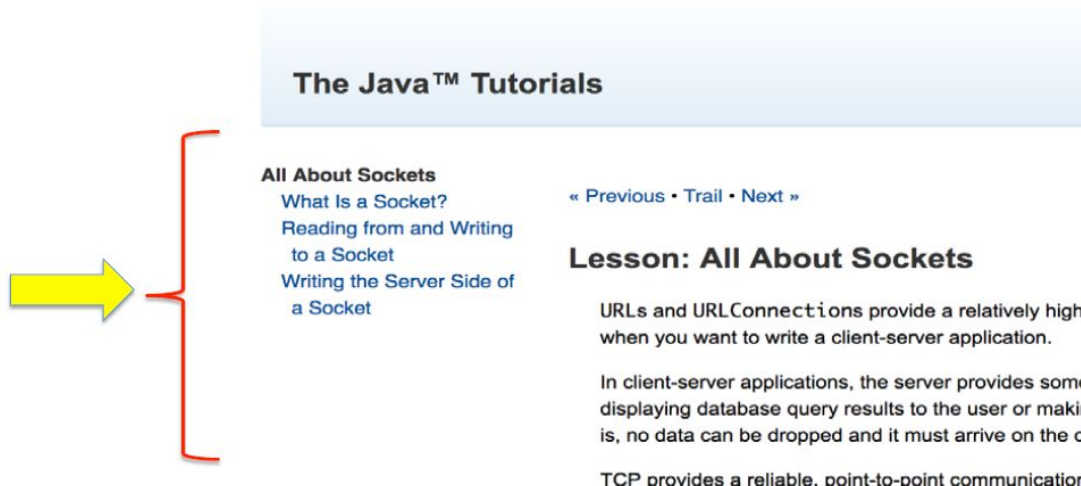 The Java™ Tutorials
All About Sockets
What Is a Socket?
Reading from and Writing
to a Socket
Writing the Server Side of
a Socket
« Previous • Trail • Next »
Lesson: All About Sockets
URLs and URLConnections provide a relatively high
when you want to write a client-server application.
In client-server applications, the server provides some
displaying database query results to the user or maki
is, no data can be dropped and it must arrive on the c
TCP provides a reliable, point-to-point communication